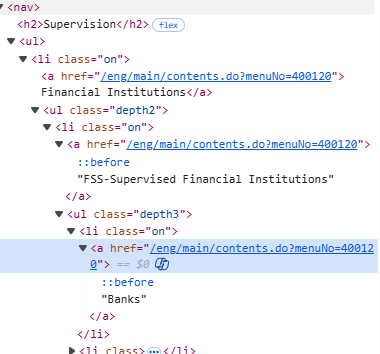 <nav>
<h2>Supervision</h2> flex
<ul>
<li class="on">
<a href="/eng/main/contents.do?menuNo=400120">
Financial Institutions</a>
<ul class="depth2">
<li class="on">
<a href="/eng/main/contents.do?menuNo=400120">
::before
"FSS-Supervised Financial Institutions"
</a>
<ul class="depth3">
<li class="on">
<a href="/eng/main/contents.do?menuNo=40012
0"> == $0
::before
"Banks"
</a>
</li>
<li class>…</li>